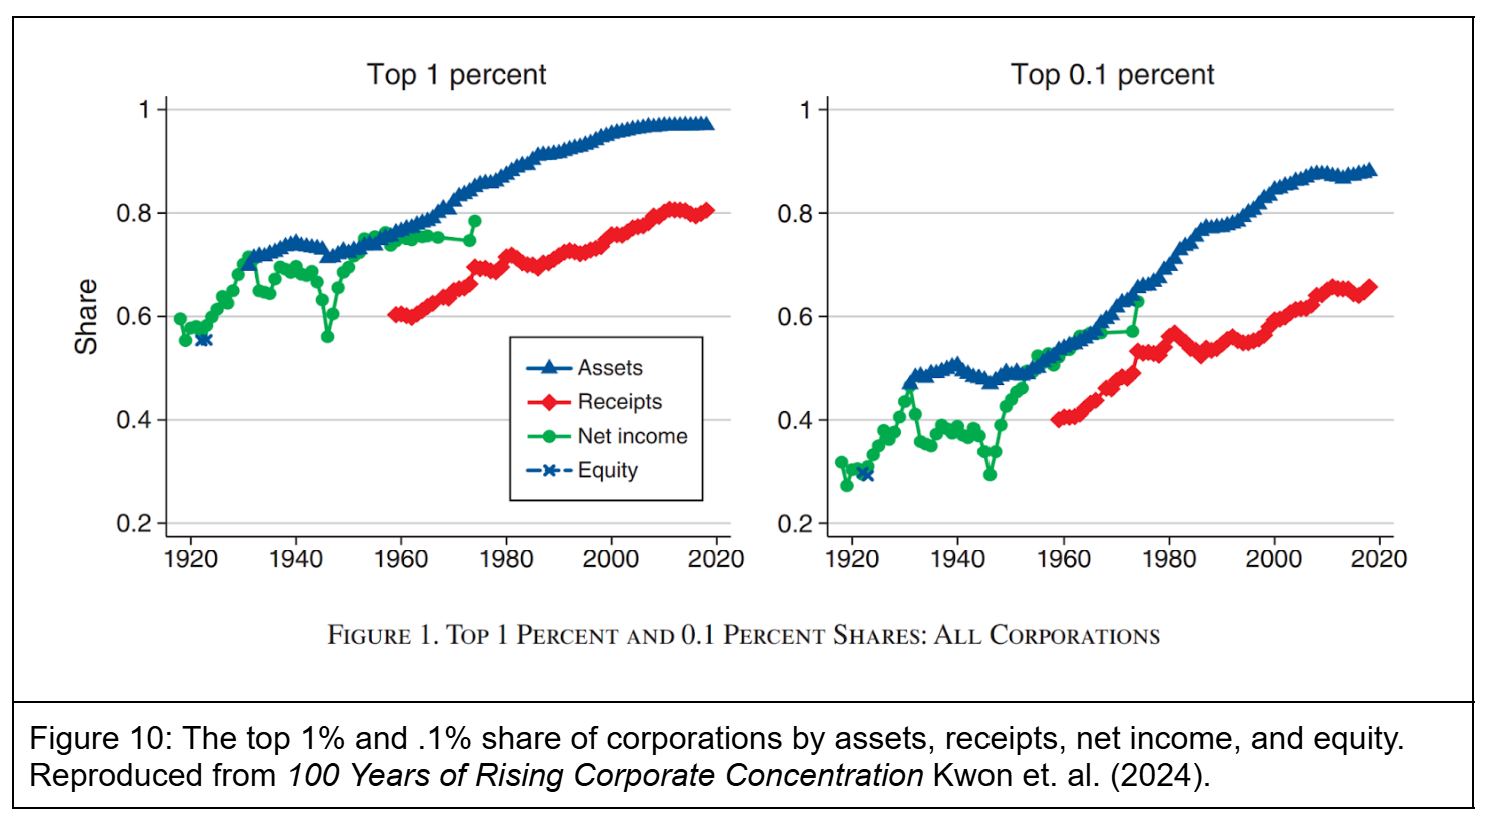 Top 1 percent
Top 0.1 percent
Share
1
0.8
0.6
0.4
0.2
1920 1940 1960 1980 2000 2020
Assets
Receipts
Net income
Equity
1
0.8
0.6
0.4
0.2
1920 1940 1960 1980 2000 2020
FIGURE 1. TOP 1 PERCENT AND 0.1 PERCENT SHARES: ALL CORPORATIONS
Figure 10: The top 1% and .1% share of corporations by assets, receipts, net income, and equity.
Reproduced from 100 Years of Rising Corporate Concentration Kwon et. al. (2024).